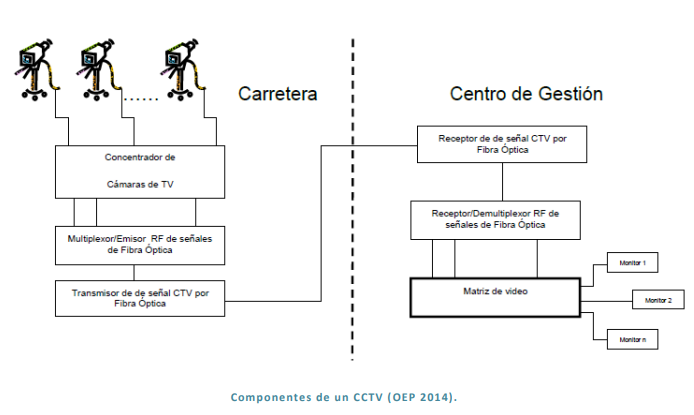 Carretera
Centro de Gestión
Concentrador de
Cámaras de TV
Multiplexor/Emisor RF de señales
de Fibra Óptica
Transmisor de de señal CTV por
Fibra Óptica
Receptor de de señal CTV por
Fibra Óptica
Receptor/Demultiplexor RF de
señales de Fibra Óptica
Matriz de video
Monitor 1
Monitor 2
Monitor n
Componentes de un CCTV (OEP 2014).